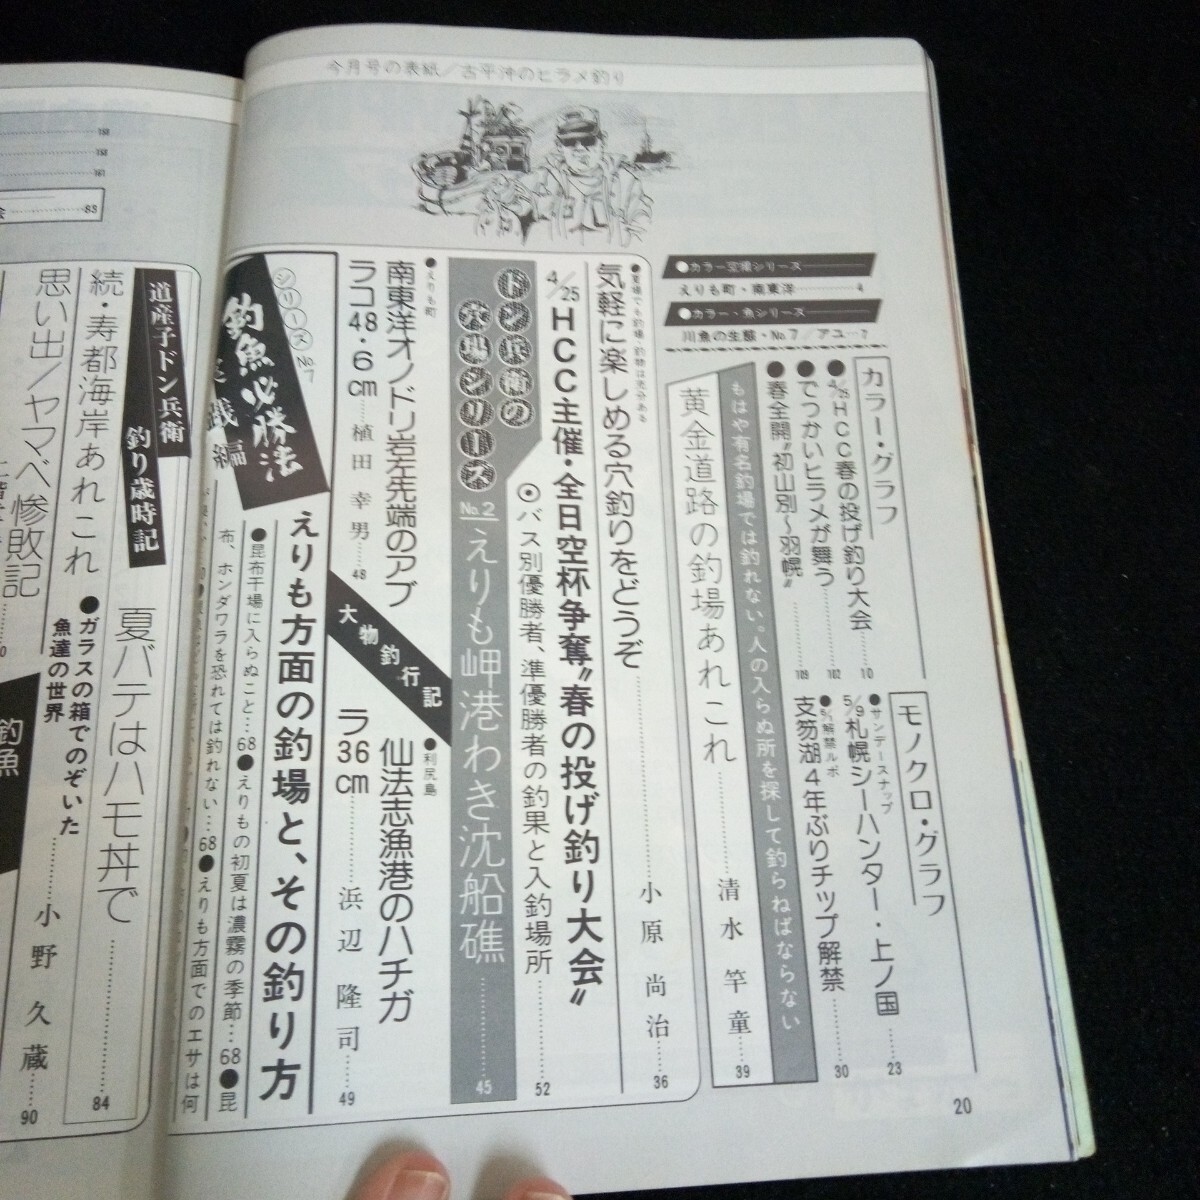 今月号の表紙／古平沖のヒラメ釣り
●カラー空撮シリーズ
えりも町・南東洋……4
●カラー・魚シリーズ
川魚の生態・No.7／アユ…7
カラー・グラフ
●4/25HCC春の投げ釣り大会……10
●でっかいヒラメが舞う……102
●春全開〝初山別〜羽幌〟……109
モノクロ・グラフ
●サンデースナップ
5/9札幌シーハンター・上ノ国……23
●6/1解禁ルポ
支笏湖4年ぶりチップ解禁……30
もはや有名釣場では釣れない。人の入らぬ所を探して釣らねばならない
黄金道路の釣場あれこれ……清水竿童……39
気軽に楽しめる穴釣りをどうぞ……小原尚治……36
4/25HCC主催・全日空杯争奪〝春の投げ釣り大会〟
⊙バス別優勝者、準優勝者の釣果と入釣場所……52
ドン兵衛の
穴場シリーズ
No.2えりも岬港わき沈船礁……45
●えりも町
南東洋オノドリ岩左先端のアブ
ラコ48・6cm……植田幸男……48
大物釣行記
●利尻島
仙法志漁港のハチガ
ラ36cm……浜辺隆司……49
シリーズNo.7
釣魚必勝法
実践編
えりも方面の釣場と、その釣り方
●昆布干場に入らぬこと…68●えりもの初夏は濃霧の季節…68●昆
布、ホンダワラを恐れては釣れない…68●えりも方面でのエサは何
道産子ドン兵衛
釣り歳時記
夏バテはハモ丼で……84
続・寿都海岸あれこれ
●ガラスの箱でのぞいた
魚達の世界……小野久蔵……90
思い出／ヤマベ惨敗記
釣魚
158
158
161
会……83
20